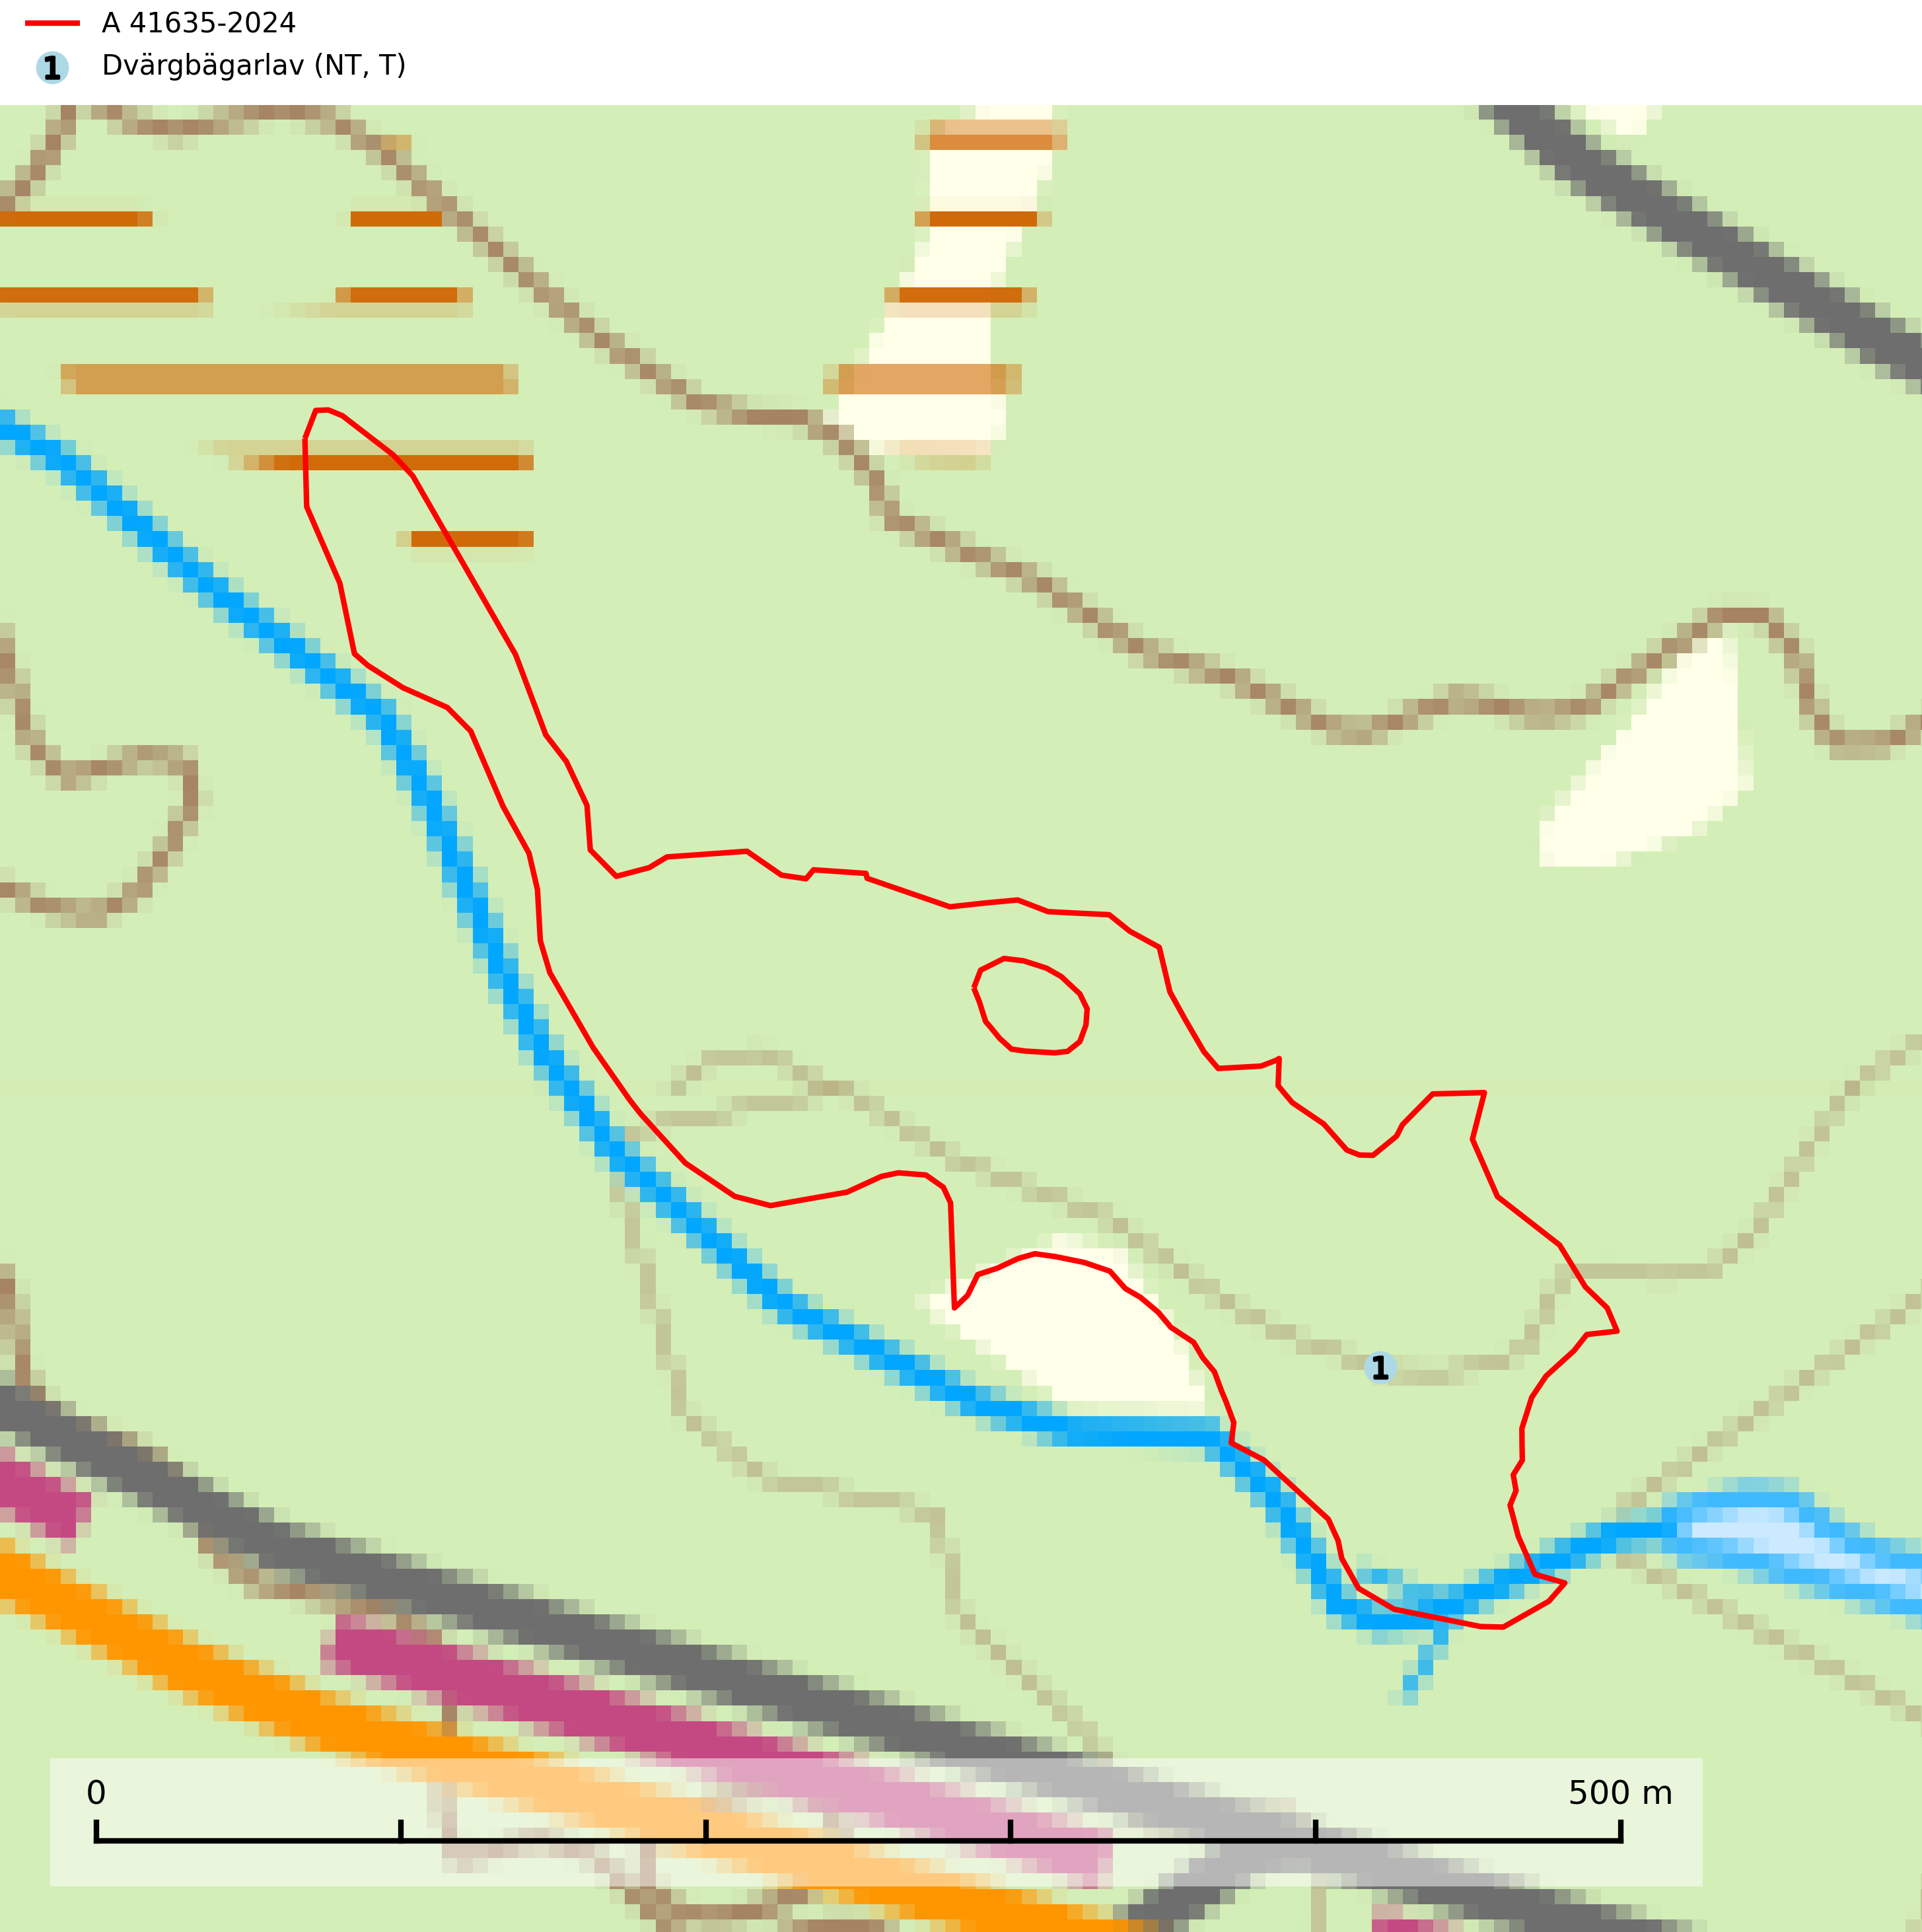 A 41635-2024
1 Dvärgbägarlav (NT, T)
1
0 500 m